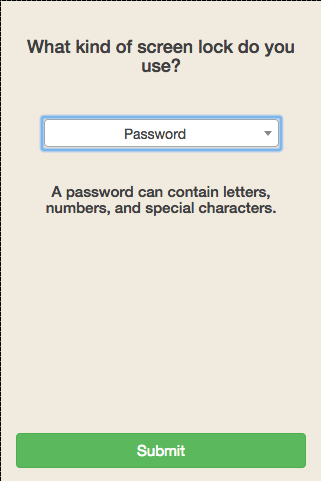 What kind of screen lock do you
use?
Password
A password can contain letters,
numbers, and special characters.
Submit